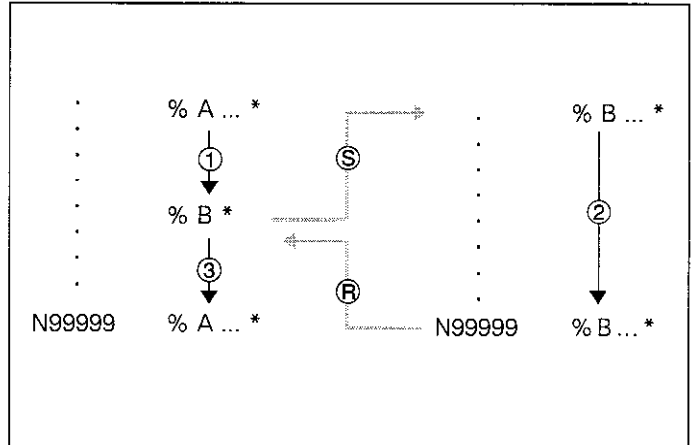 % A ... * % B ... *
① Ⓢ
% B * ②
③
Ⓡ
N99999 % A ... * N99999 % B ... *